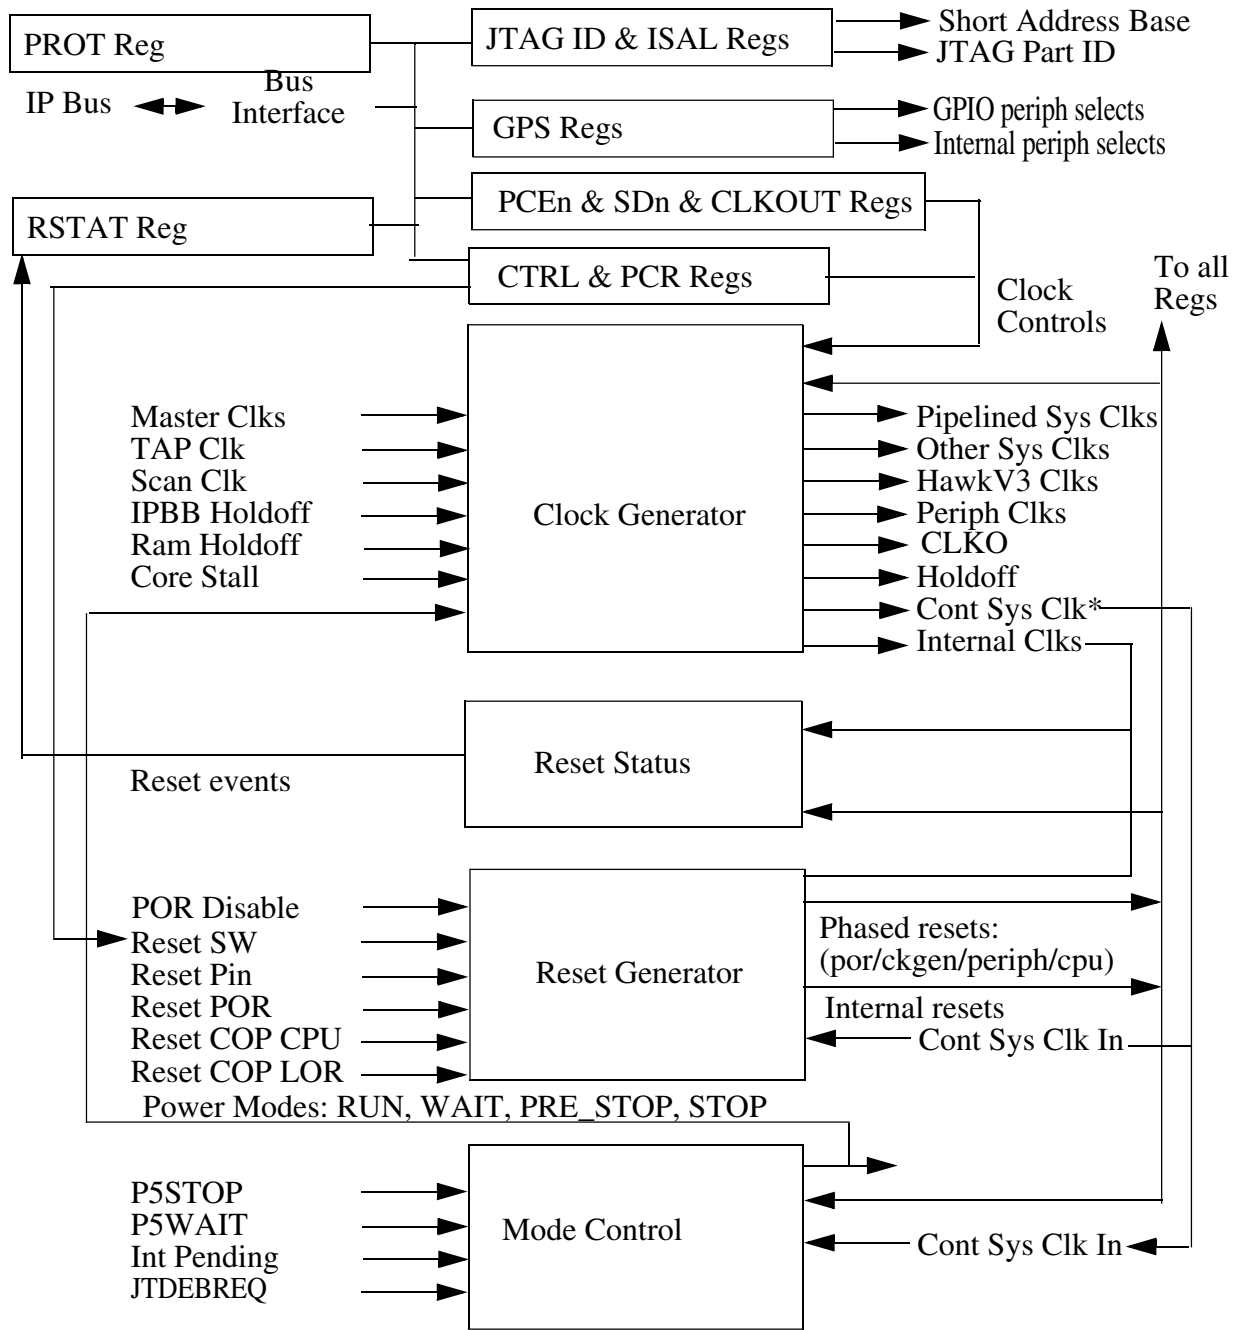 PROT Reg
JTAG ID & ISAL Regs
Short Address Base
JTAG Part ID
IP Bus
Bus
Interface
GPS Regs
GPIO periph selects
Internal periph selects
RSTAT Reg
PCEn & SDn & CLKOUT Regs
CTRL & PCR Regs
Clock
Controls
To all
Regs
Master Clks
TAP Clk
Scan Clk
IPBB Holdoff
Ram Holdoff
Core Stall
Clock Generator
Pipelined Sys Clks
Other Sys Clks
HawkV3 Clks
Periph Clks
CLKO
Holdoff
Cont Sys Clk*
Internal Clks
Reset events
Reset Status
POR Disable
Reset SW
Reset Pin
Reset POR
Reset COP CPU
Reset COP LOR
Reset Generator
Phased resets:
(por/ckgen/periph/cpu)
Internal resets
Cont Sys Clk In
Power Modes: RUN, WAIT, PRE_STOP, STOP
P5STOP
P5WAIT
Int Pending
JTDEBREQ
Mode Control
Cont Sys Clk In